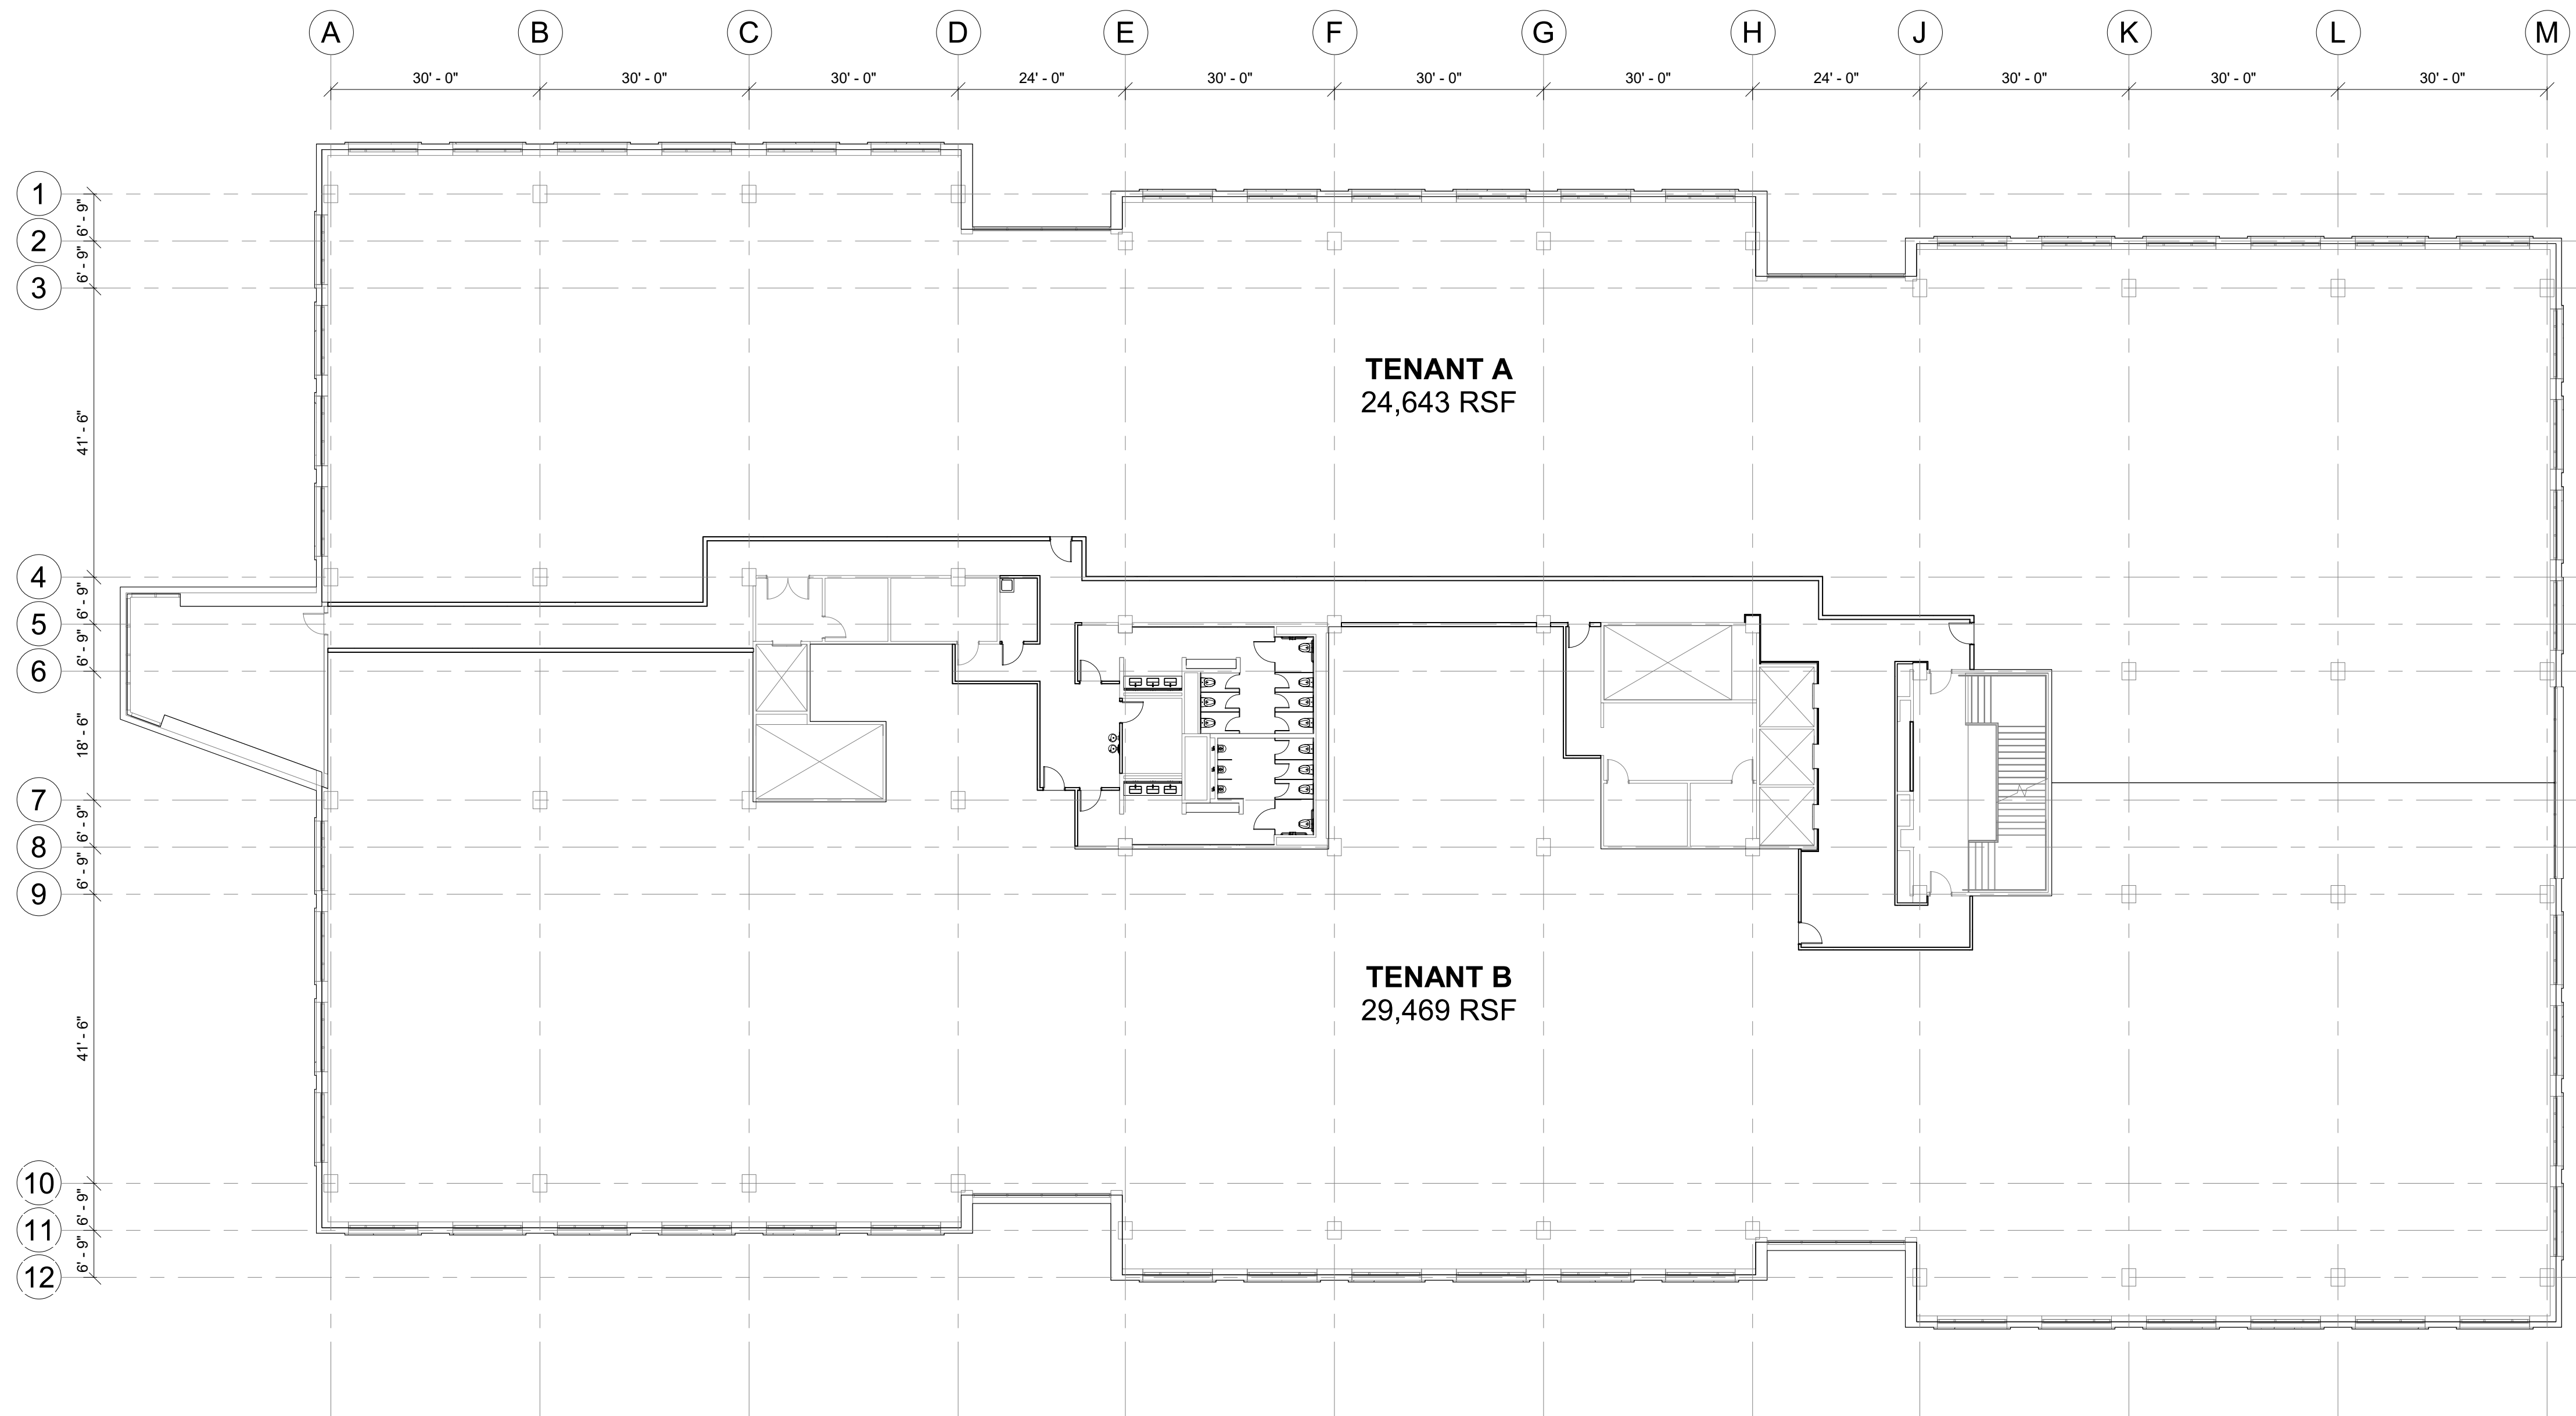 A
B
C
D
E
F
G
H
J
K
L
M
30' - 0"
30' - 0"
30' - 0"
24' - 0"
30' - 0"
30' - 0"
30' - 0"
24' - 0"
30' - 0"
30' - 0"
30' - 0"
1
6' - 9"
2
6' - 9"
3
TENANT A
24,643 RSF
41' - 6"
4
6' - 9"
5
6' - 9"
6
18' - 6"
7
6' - 9"
8
6' - 9"
9
TENANT B
29,469 RSF
41' - 6"
10
6' - 9"
11
6' - 9"
12